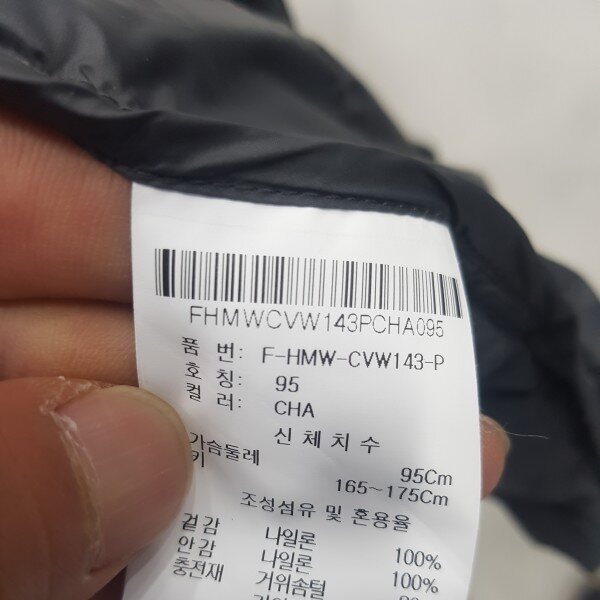 FHMWCVW143PCHA095
품 번: F-HMW-CVW143-P
호 칭: 95
컬 러: CHA
신 체 치 수
가슴둘레 95Cm
키 165~175Cm
조성섬유 및 혼용율
겉감 나일론 100%
안감 나일론 100%
충전재 거위솜털